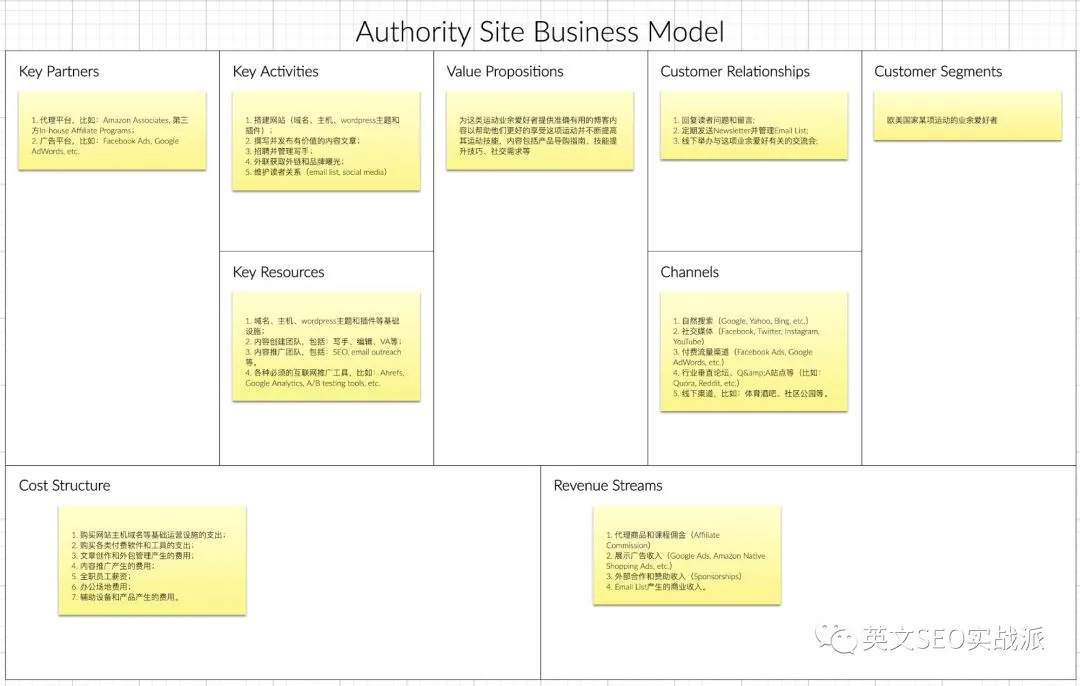 Authority Site Business Model
Key Partners
1. 代理平台，比如：Amazon Associates, 第三
方In-house Affiliate Programs；
2. 广告平台，比如：Facebook Ads, Google
AdWords, etc.
Key Activities
1. 搭建网站（域名、主机、wordpress主题和
插件）；
2. 撰写并发布有价值的内容文章；
3. 招聘并管理写手；
4. 外联获取外链和品牌曝光；
5. 维护读者关系（email list, social media）
Key Resources
1. 域名、主机、wordpress主题和插件等基础
设施；
2. 内容创建团队，包括：写手、编辑、VA等；
3. 内容推广团队，包括：SEO, email outreach
等。
4. 各种必须的互联网推广工具，比如：Ahrefs,
Google Analytics, A/B testing tools, etc.
Value Propositions
为这类运动业余爱好者提供准确有用的博客内
容以帮助他们更好的享受这项运动并不断提高
其运动技能，内容包括产品导购指南、技能提
升技巧、社交需求等
Customer Relationships
1. 回复读者问题和留言;
2. 定期发送Newsletter并管理Email List;
3. 线下举办与这项业余爱好有关的交流会;
Channels
1. 自然搜索（Google, Yahoo, Bing, etc.）
2. 社交媒体（Facebook, Twitter, Instagram,
YouTube）
3. 付费流量渠道（Facebook Ads, Google
AdWords, etc.）
4. 行业垂直论坛、Q&amp;A站点等（比如：
Quora, Reddit, etc.）
5. 线下渠道，比如：体育酒吧、社区公园等。
Customer Segments
欧美国家某项运动的业余爱好者
Cost Structure
1. 购买网站主机域名等基础运营设施的支出；
2. 购买各类付费软件和工具的支出；
3. 文章创作和外包管理产生的费用；
4. 内容推广产生的费用；
5. 全职员工薪资；
6. 办公场地费用；
7. 辅助设备和产品产生的费用。
Revenue Streams
1. 代理商品和课程佣金（Affiliate
Commission）
2. 展示广告收入（Google Ads, Amazon Native
Shopping Ads, etc.）
3. 外部合作和赞助收入（Sponsorships）
4. Email List产生的商业收入。
英文SEO实战派